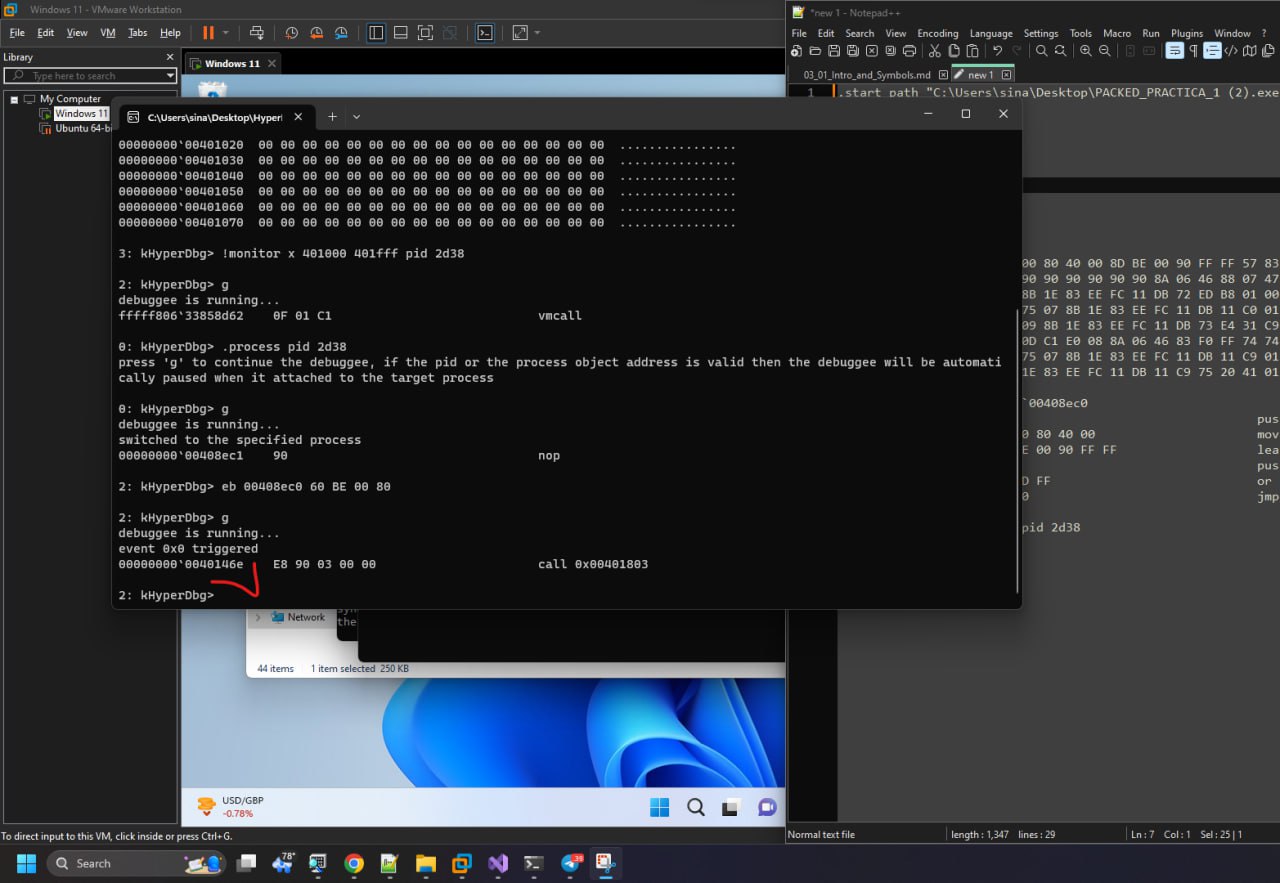 Windows 11 - VMware Workstation
File Edit View VM Tabs Help
Library
Type here to search
My Computer
Windows 11
Ubuntu 64-bi
Windows 11
C:\Users\sina\Desktop\Hyperl
00000000`00401020 00 00 00 00 00 00 00 00 00 00 00 00 00 00 00 00 ................
00000000`00401030 00 00 00 00 00 00 00 00 00 00 00 00 00 00 00 00 ................
00000000`00401040 00 00 00 00 00 00 00 00 00 00 00 00 00 00 00 00 ................
00000000`00401050 00 00 00 00 00 00 00 00 00 00 00 00 00 00 00 00 ................
00000000`00401060 00 00 00 00 00 00 00 00 00 00 00 00 00 00 00 00 ................
00000000`00401070 00 00 00 00 00 00 00 00 00 00 00 00 00 00 00 00 ................
3: kHyperDbg> !monitor x 401000 401fff pid 2d38
2: kHyperDbg> g
debuggee is running...
fffff806`33858d62 0F 01 C1 vmcall
0: kHyperDbg> .process pid 2d38
press 'g' to continue the debuggee, if the pid or the process object address is valid then the debuggee will be automati
cally paused when it attached to the target process
0: kHyperDbg> g
debuggee is running...
switched to the specified process
00000000`00408ec1 90 nop
2: kHyperDbg> eb 00408ec0 60 BE 00 80
2: kHyperDbg> g
debuggee is running...
event 0x0 triggered
00000000`0040146e E8 90 03 00 00 call 0x00401803
2: kHyperDbg>
Network
the
44 items 1 item selected 250 KB
USD/GBP
-0.78%
To direct input to this VM, click inside or press Ctrl+G.
*new 1 - Notepad++
File Edit Search View Encoding Language Settings Tools Macro Run Plugins Window ?
03_01_Intro_and_Symbols.md new 1
1 .start path "C:\Users\sina\Desktop\PACKED_PRACTICA_1 (2).exe
00 80 40 00 8D BE 00 90 FF FF 57 83
90 90 90 90 90 90 8A 06 46 88 07 47
8B 1E 83 EE FC 11 DB 72 ED B8 01 00
75 07 8B 1E 83 EE FC 11 DB 11 C0 01
09 8B 1E 83 EE FC 11 DB 73 E4 31 C9
0D C1 E0 08 8A 06 46 83 F0 FF 74 74
75 07 8B 1E 83 EE FC 11 DB 11 C9 01
1E 83 EE FC 11 DB 11 C9 75 20 41 01
`00408ec0
pus
0 80 40 00 mov
E 00 90 FF FF lea
pus
D FF or
0 jmp
pid 2d38
Normal text file length : 1,347 lines : 29 Ln : 7 Col : 1 Sel : 25 | 1
Search
78°